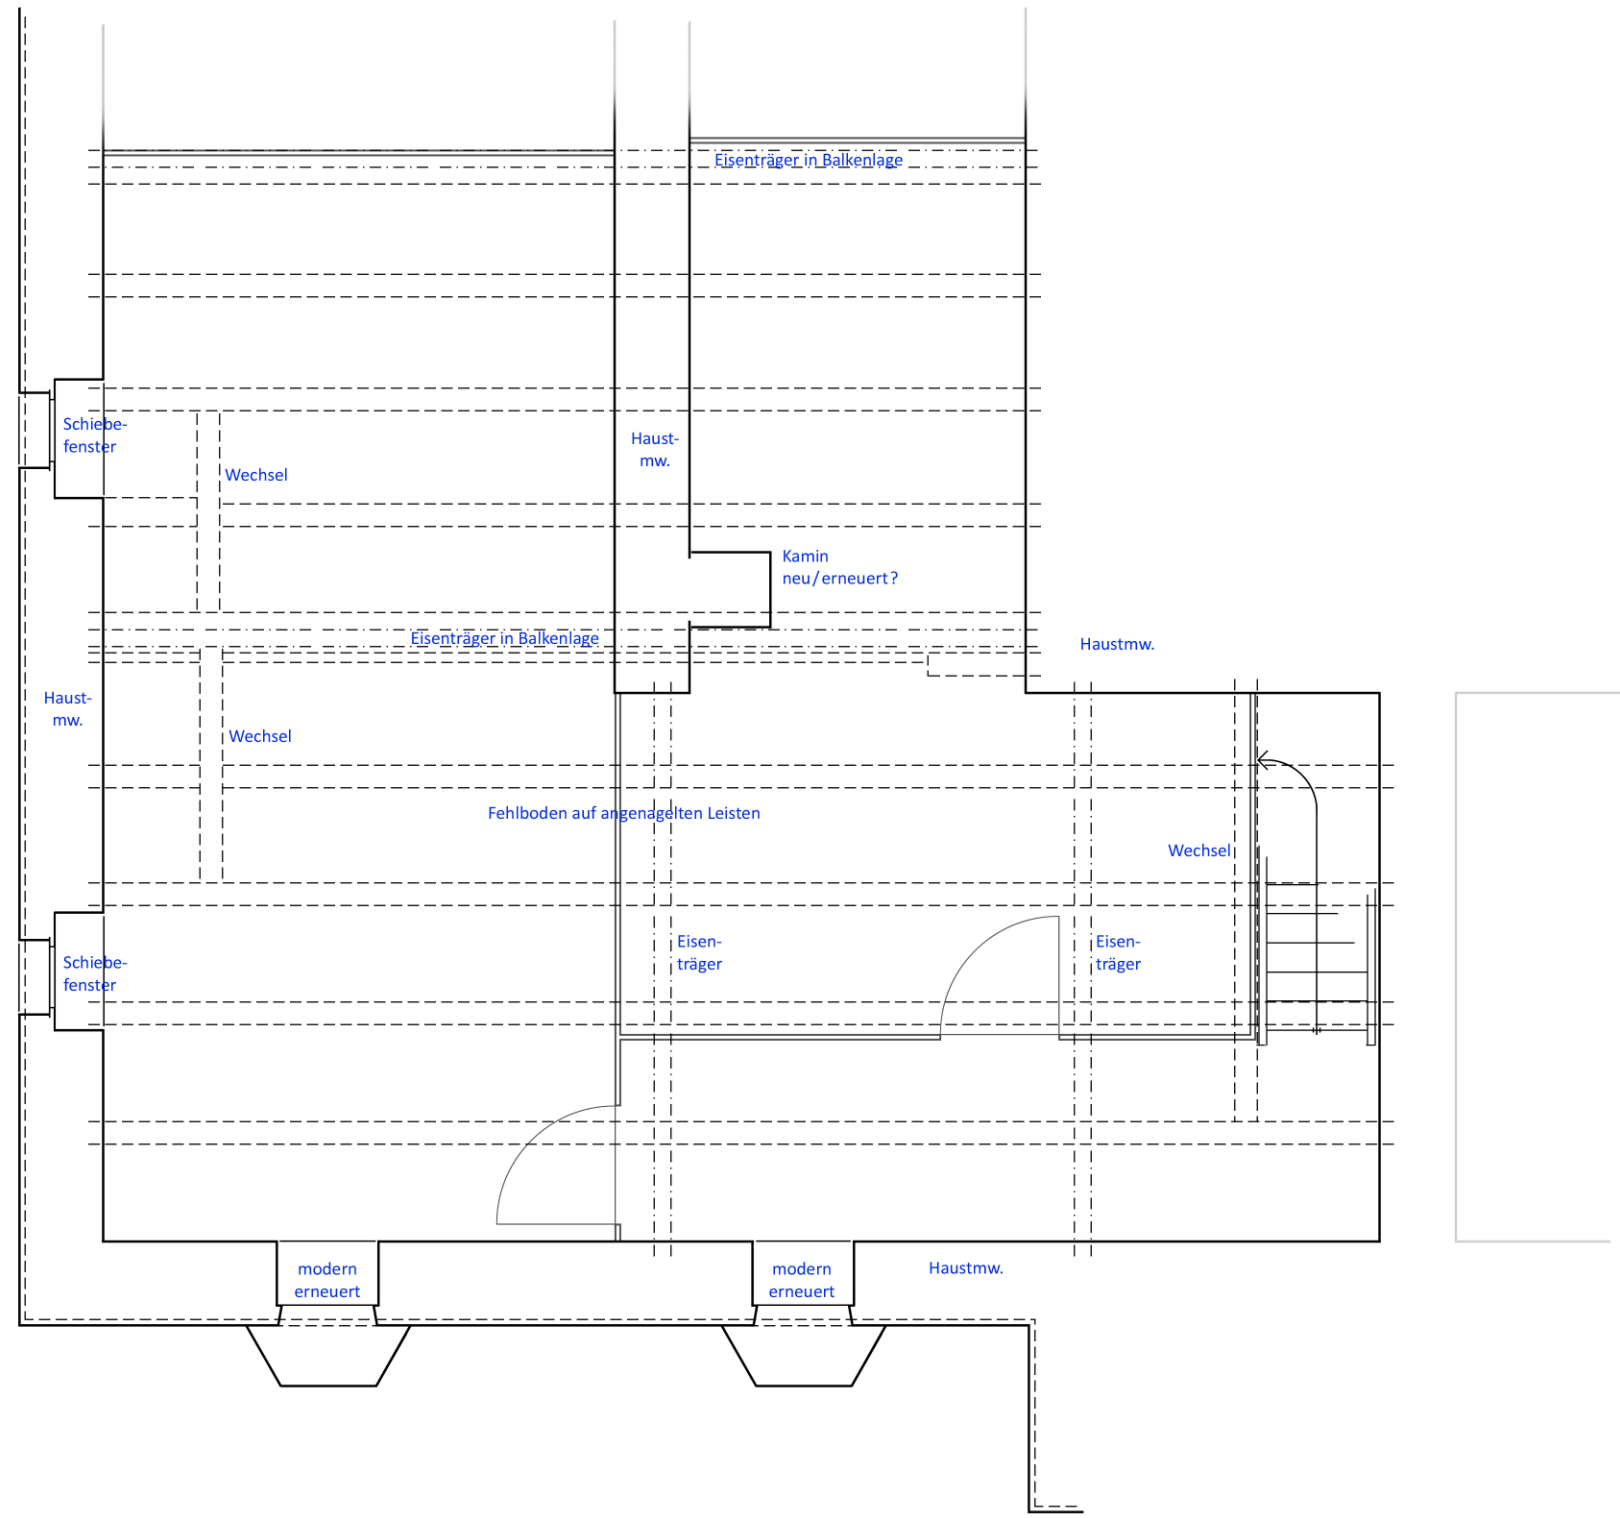 Eisenträger in Balkenlage
Schiebe-
fenster
Haust-
mw.
Wechsel
Kamin
neu/erneuert?
Eisenträger in Balkenlage
Haustmw.
Haust-
mw.
Wechsel
Fehlboden auf angenagelten Leisten
Wechsel
Eisen-
träger
Eisen-
träger
Schiebe-
fenster
modern
erneuert
modern
erneuert
Haustmw.